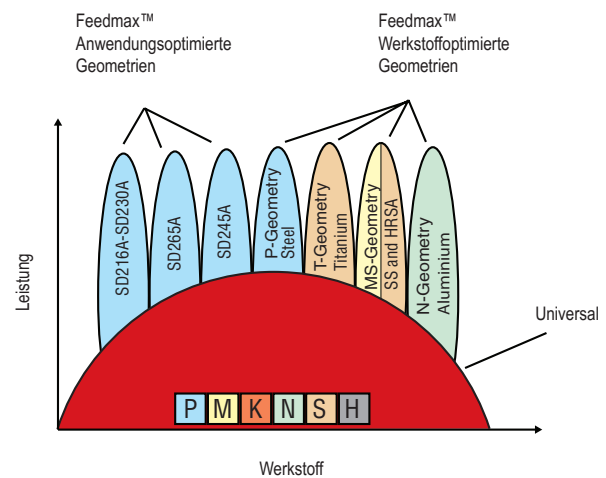 Feedmax™
Anwendungsoptimierte
Geometrien
Feedmax™
Werkstoffoptimierte
Geometrien
SD216A-SD230A
SD265A
SD245A
P-Geometry
Steel
T-Geometry
Titanium
MS-Geometry
SS and HRSA
N-Geometry
Aluminium
Leistung
Universal
P M K N S H
Werkstoff